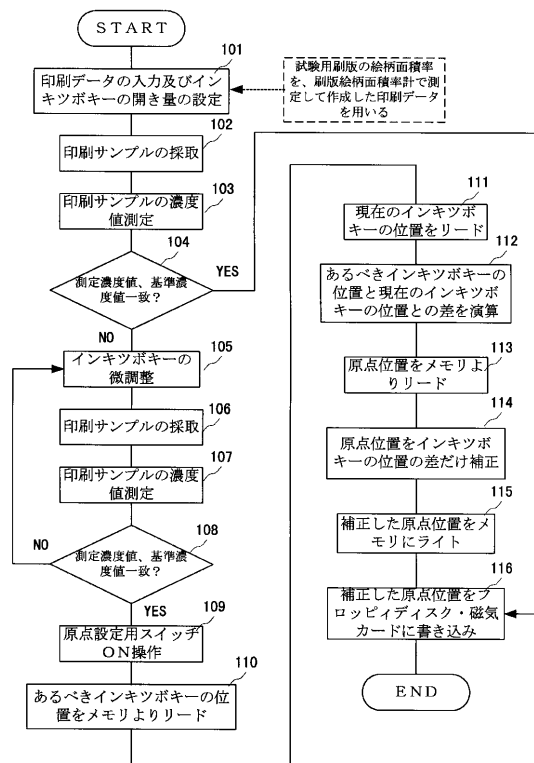 START
101
印刷データの入力及びイン
キツボキーの開き量の設定
試験用刷版の絵柄面積率
を、刷版絵柄面積率計で測
定して作成した印刷データ
を用いる
102
印刷サンプルの採取
103
印刷サンプルの濃度
値測定
104
測定濃度値、基準濃
度値一致？
YES
NO
105
インキツボキーの
微調整
106
印刷サンプルの採取
107
印刷サンプルの濃度
値測定
108
測定濃度値、基準濃
度値一致？
NO
YES
109
原点設定用スイッチ
ON操作
110
あるべきインキツボキーの位
置をメモリよりリード
111
現在のインキツボ
キーの位置をリード
112
あるべきインキツボキーの
位置と現在のインキツボ
キーの位置との差を演算
113
原点位置をメモリよ
りリード
114
原点位置をインキツボ
キーの位置の差だけ補正
115
補正した原点位置をメ
モリにライト
116
補正した原点位置をフ
ロッピィディスク・磁気
カードに書き込み
END